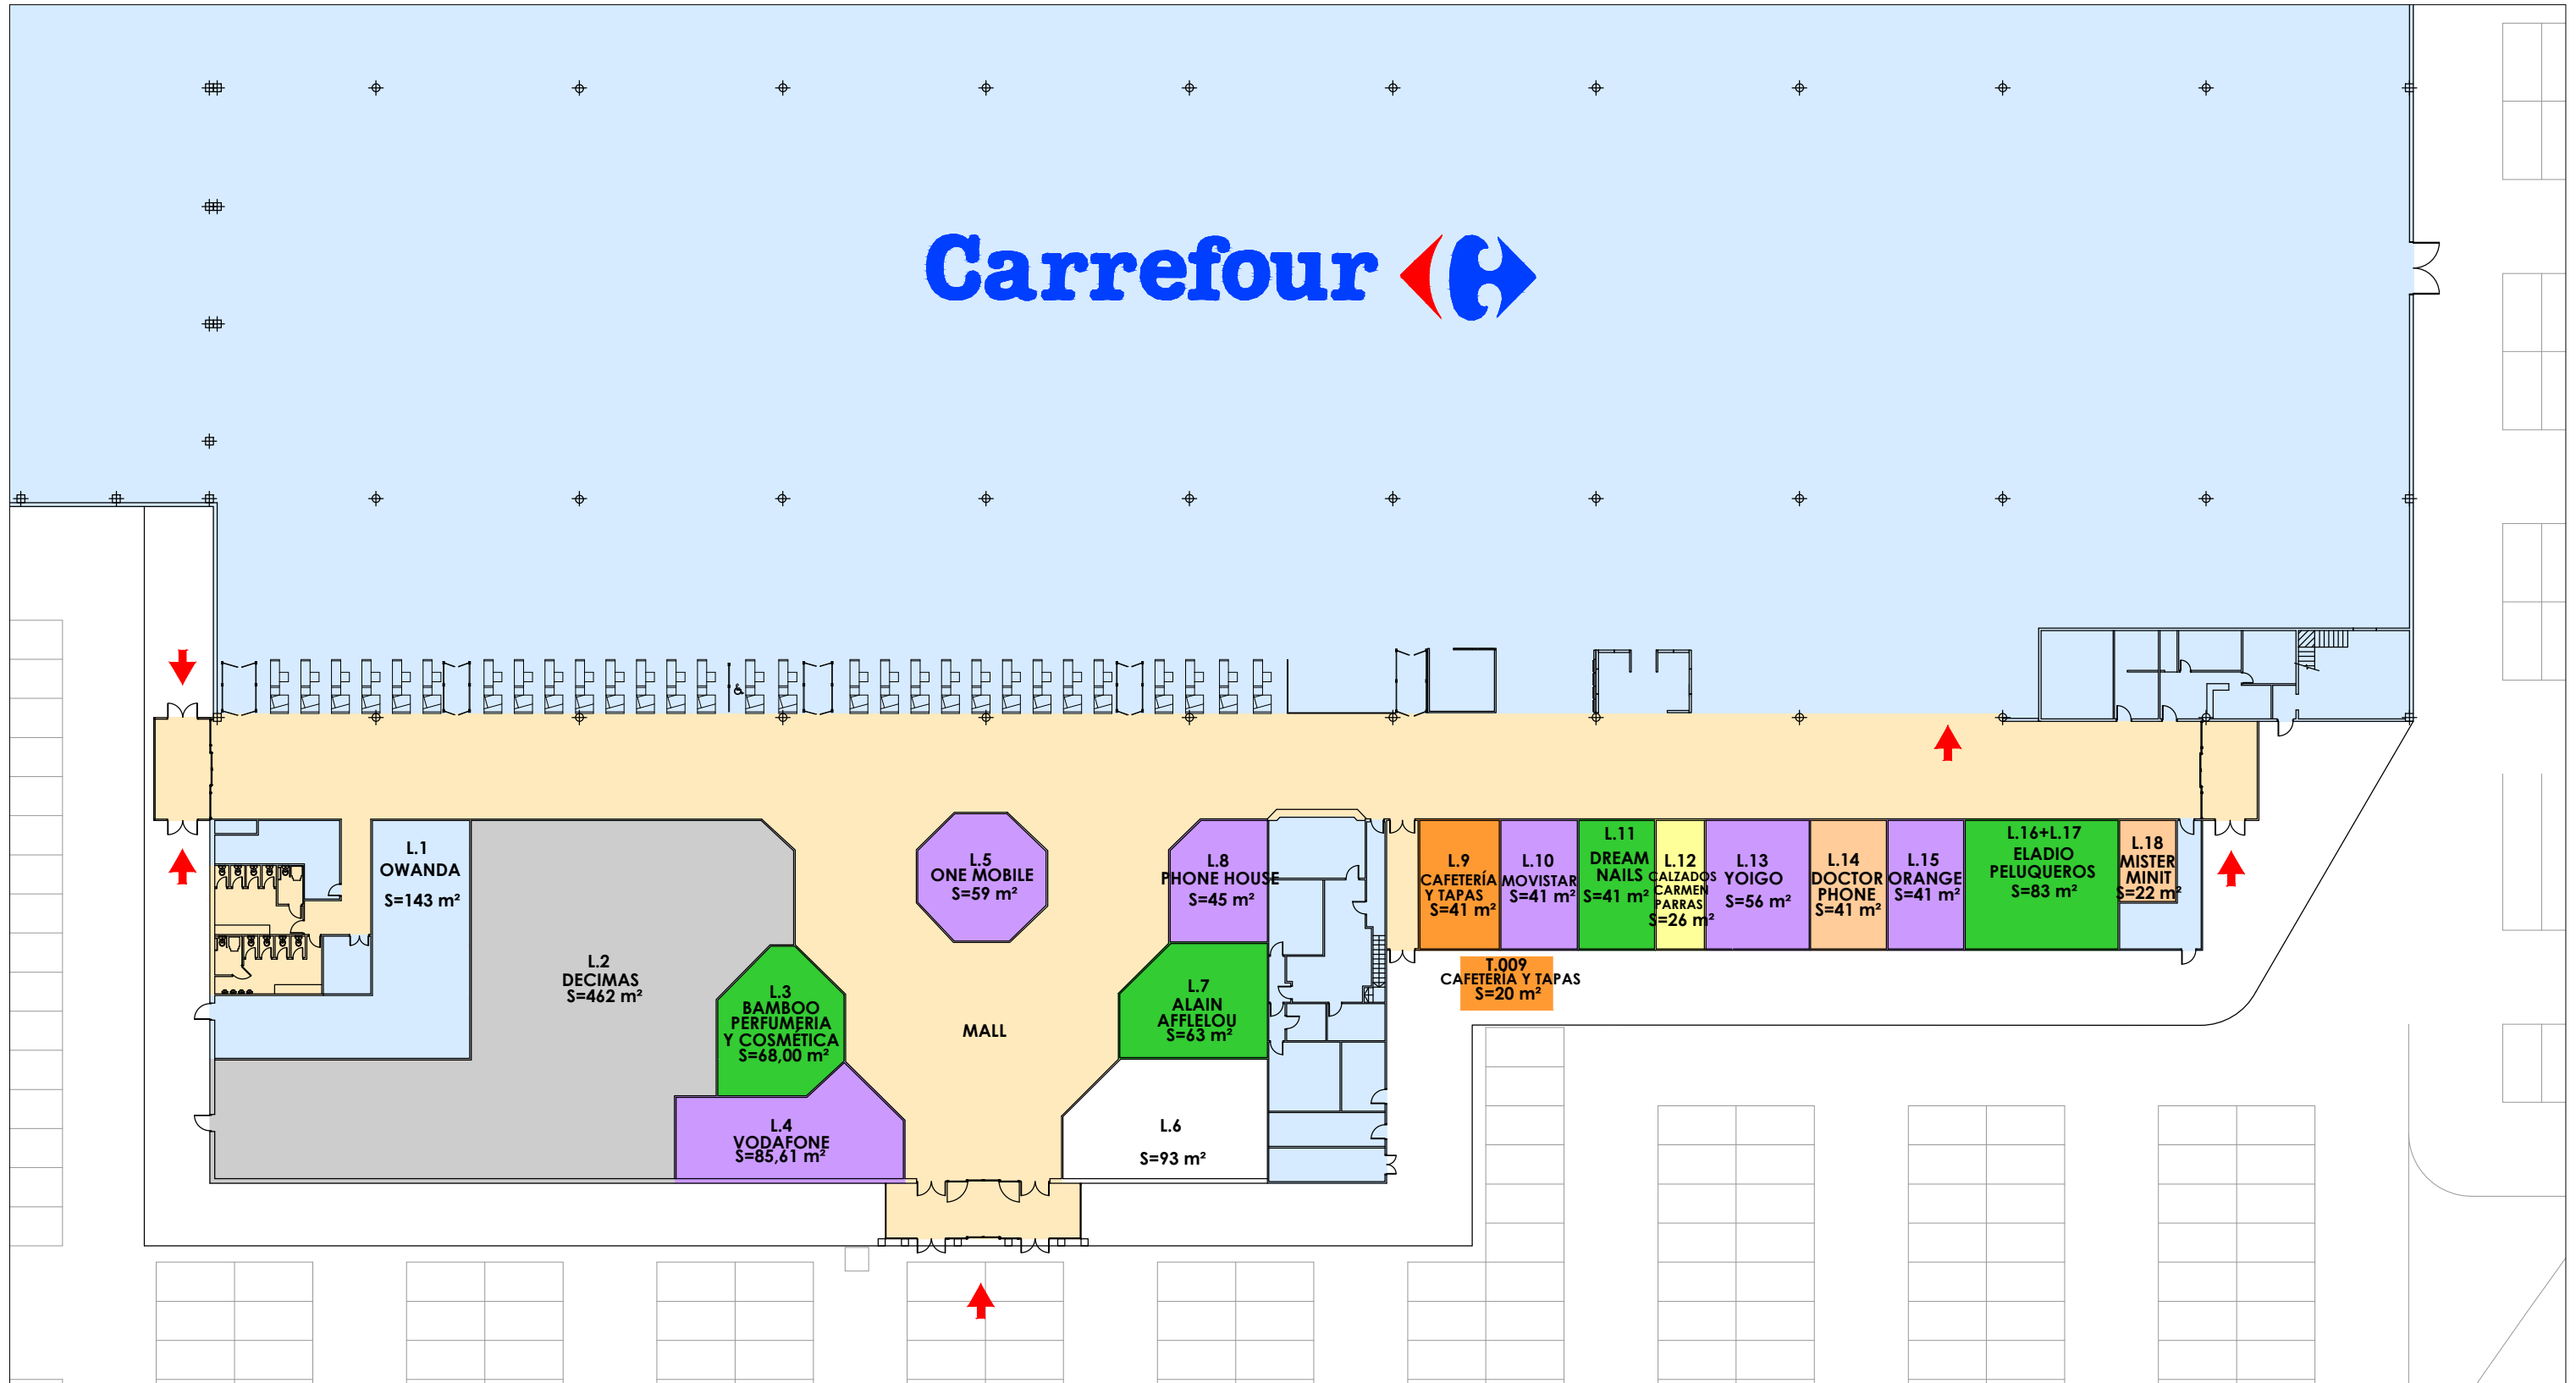 Carrefour
L.1
OWANDA
S=143 m²
L.2
DECIMAS
S=462 m²
L.3
BAMBOO
PERFUMERIA
Y COSMÉTICA
S=68,00 m²
L.4
VODAFONE
S=85,61 m²
L.5
ONE MOBILE
S=59 m²
MALL
L.6
S=93 m²
L.7
ALAIN
AFFLELOU
S=63 m²
L.8
PHONE HOUSE
S=45 m²
L.9
CAFETERÍA
Y TAPAS
S=41 m²
T.009
CAFETERÍA Y TAPAS
S=20 m²
L.10
MOVISTAR
S=41 m²
L.11
DREAM
NAILS
S=41 m²
L.12
CALZADOS
CARMEN
PARRAS
S=26 m²
L.13
YOIGO
S=56 m²
L.14
DOCTOR
PHONE
S=41 m²
L.15
ORANGE
S=41 m²
L.16+L.17
ELADIO
PELUQUEROS
S=83 m²
L.18
MISTER
MINIT
S=22 m²